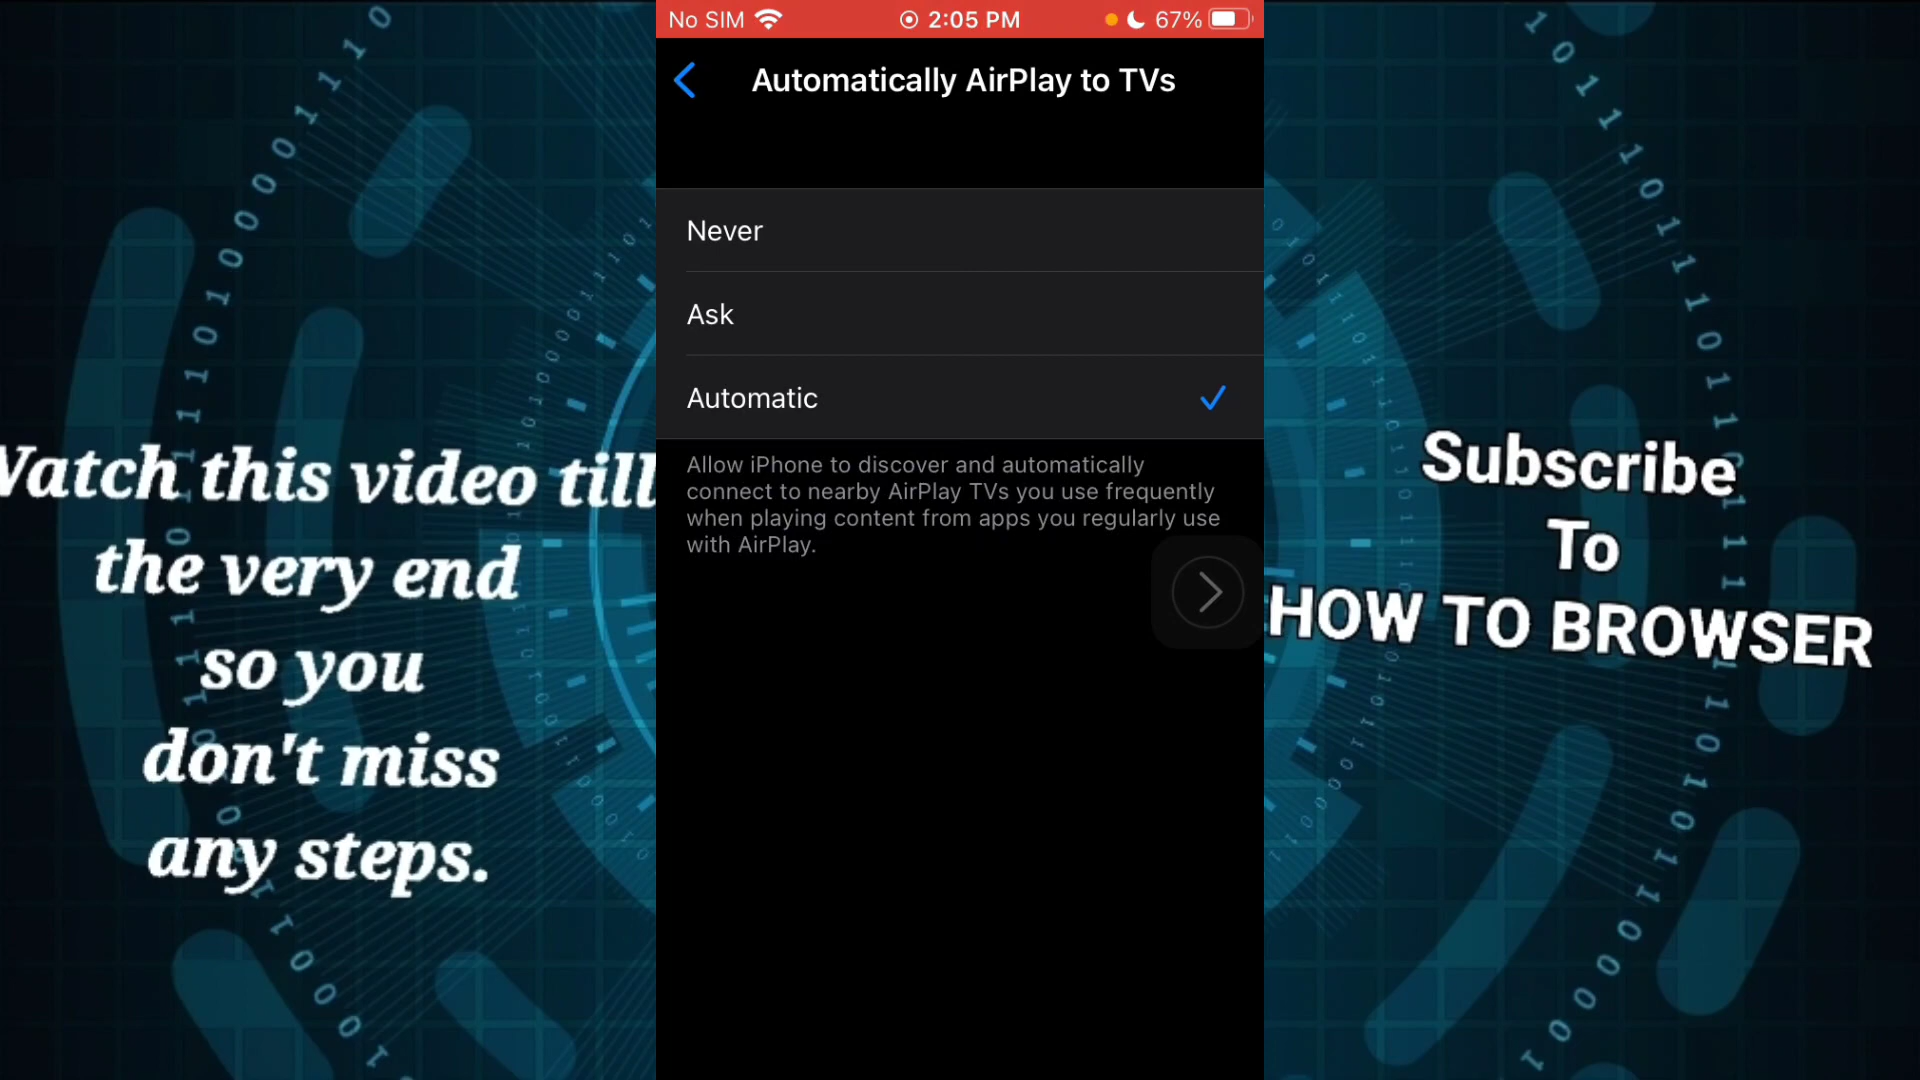 No SIM 2:05 PM 67%
Automatically AirPlay to TVs
Never
Ask
Automatic
Allow iPhone to discover and automatically
connect to nearby AirPlay TVs you use frequently
when playing content from apps you regularly use
with AirPlay.
Watch this video till
the very end
so you
don't miss
any steps.
Subscribe
To
HOW TO BROWSER